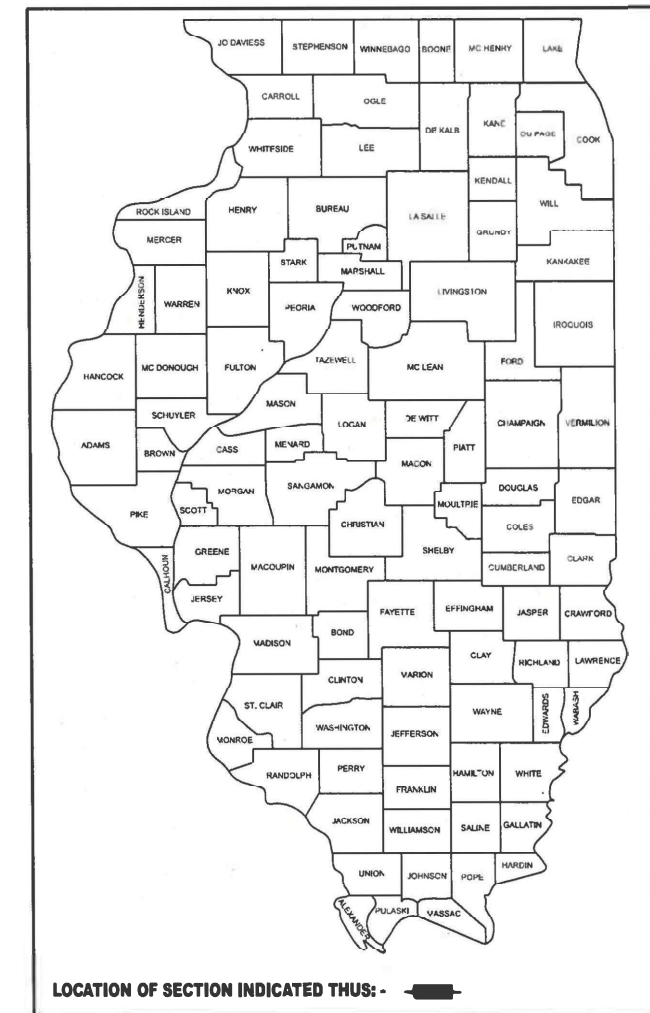 JO DAVIESS STEPHENSON WINNEBAGO BOONE MC HENRY LAKE
CARROLL OGLE DE KALB KANE DU PAGE COOK
WHITESIDE LEE
KENDALL
ROCK ISLAND HENRY BUREAU LA SALLE GRUNDY WILL
MERCER STARK PUTNAM KANKAKEE
MARSHALL
HENDERSON WARREN KNOX PEORIA WOODFORD LIVINGSTON IROQUOIS
FORD
HANCOCK MC DONOUGH FULTON TAZEWELL MC LEAN
MASON
SCHUYLER LOGAN DE WITT CHAMPAIGN VERMILION
ADAMS BROWN CASS MENARD MACON PIATT
PIKE SCOTT MORGAN SANGAMON MOULTPIE DOUGLAS EDGAR
CHRISTIAN COLES
CALHOUN GREENE MACOUPIN MONTGOMERY SHELBY CUMBERLAND CLARK
JERSEY FAYETTE EFFINGHAM JASPER CRAWFORD
MADISON BOND
CLAY RICHLAND LAWRENCE
CLINTON VARION
ST. CLAIR WAYNE EDWARDS WABASH
MONROE WASHINGTON JEFFERSON
RANDOLPH PERRY HAMILTON WHITE
FRANKLIN
JACKSON WILLIAMSON SALINE GALLATIN
HARDIN
UNION JOHNSON POPE
ALEXANDER PULASKI VASSAC
LOCATION OF SECTION INDICATED THUS: -